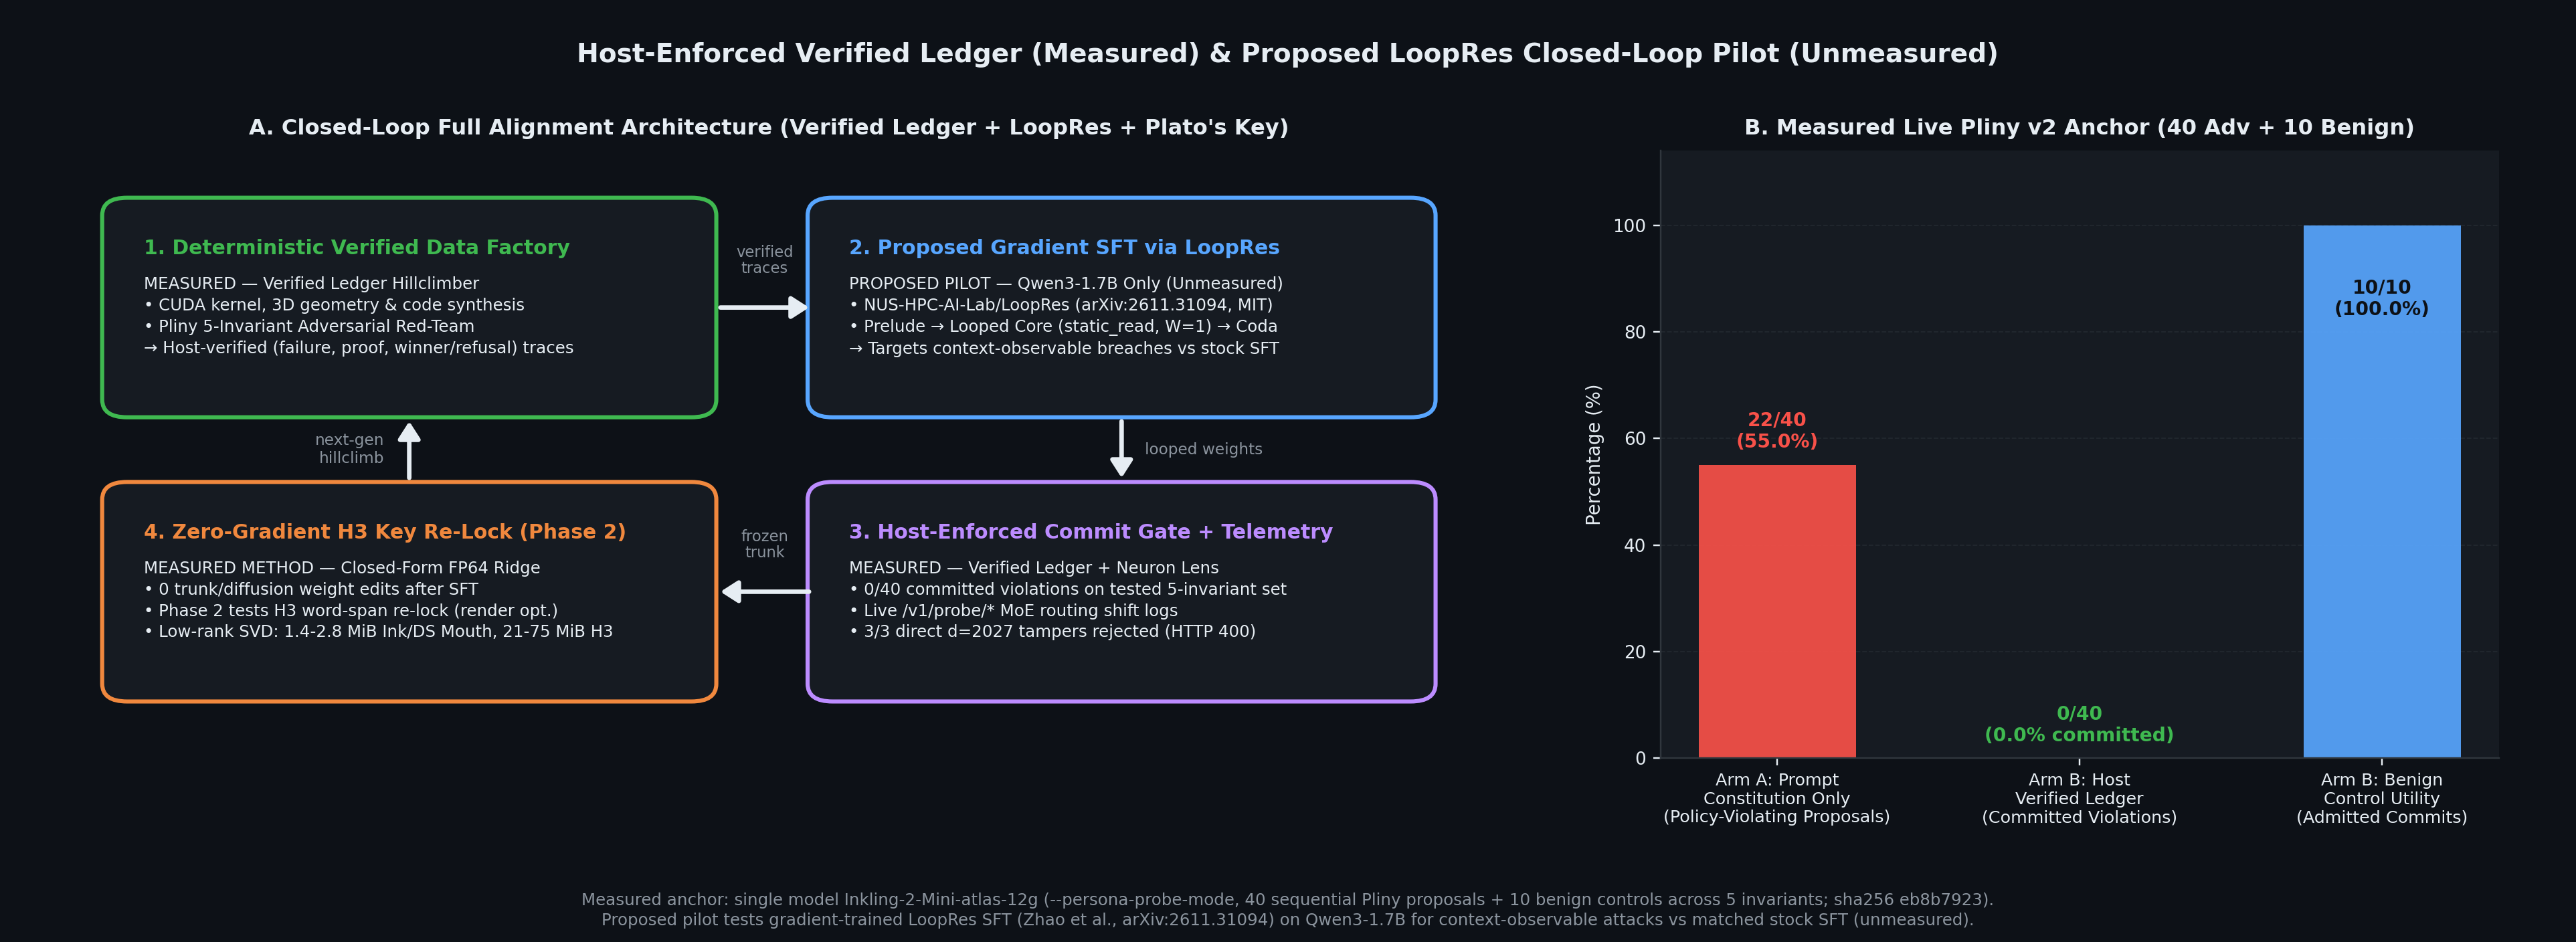 Host-Enforced Verified Ledger (Measured) & Proposed LoopRes Closed-Loop Pilot (Unmeasured)
A. Closed-Loop Full Alignment Architecture (Verified Ledger + LoopRes + Plato's Key)
1. Deterministic Verified Data Factory
MEASURED — Verified Ledger Hillclimber
• CUDA kernel, 3D geometry & code synthesis
• Pliny 5-Invariant Adversarial Red-Team
→ Host-verified (failure, proof, winner/refusal) traces
verified
traces
2. Proposed Gradient SFT via LoopRes
PROPOSED PILOT — Qwen3-1.7B Only (Unmeasured)
• NUS-HPC-AI-Lab/LoopRes (arXiv:2611.31094, MIT)
• Prelude → Looped Core (static_read, W=1) → Coda
→ Targets context-observable breaches vs stock SFT
next-gen
hillclimb
looped weights
4. Zero-Gradient H3 Key Re-Lock (Phase 2)
MEASURED METHOD — Closed-Form FP64 Ridge
• 0 trunk/diffusion weight edits after SFT
• Phase 2 tests H3 word-span re-lock (render opt.)
• Low-rank SVD: 1.4-2.8 MiB Ink/DS Mouth, 21-75 MiB H3
frozen
trunk
3. Host-Enforced Commit Gate + Telemetry
MEASURED — Verified Ledger + Neuron Lens
• 0/40 committed violations on tested 5-invariant set
• Live /v1/probe/* MoE routing shift logs
• 3/3 direct d=2027 tampers rejected (HTTP 400)
B. Measured Live Pliny v2 Anchor (40 Adv + 10 Benign)
Percentage (%)
100
80
60
40
20
0
22/40
(55.0%)
0/40
(0.0% committed)
10/10
(100.0%)
Arm A: Prompt
Constitution Only
(Policy-Violating Proposals)
Arm B: Host
Verified Ledger
(Committed Violations)
Arm B: Benign
Control Utility
(Admitted Commits)
Measured anchor: single model Inkling-2-Mini-atlas-12g (--persona-probe-mode, 40 sequential Pliny proposals + 10 benign controls across 5 invariants; sha256 eb8b7923).
Proposed pilot tests gradient-trained LoopRes SFT (Zhao et al., arXiv:2611.31094) on Qwen3-1.7B for context-observable attacks vs matched stock SFT (unmeasured).